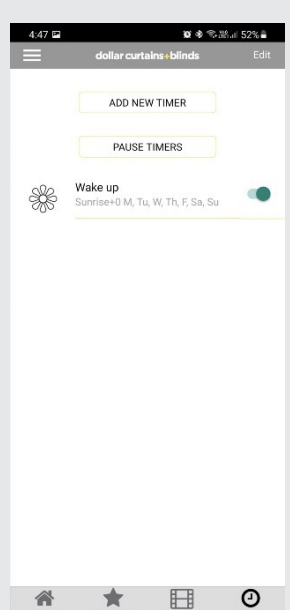 4:47 52%
dollar curtains+blinds Edit
ADD NEW TIMER
PAUSE TIMERS
Wake up
Sunrise+0 M, Tu, W, Th, F, Sa, Su